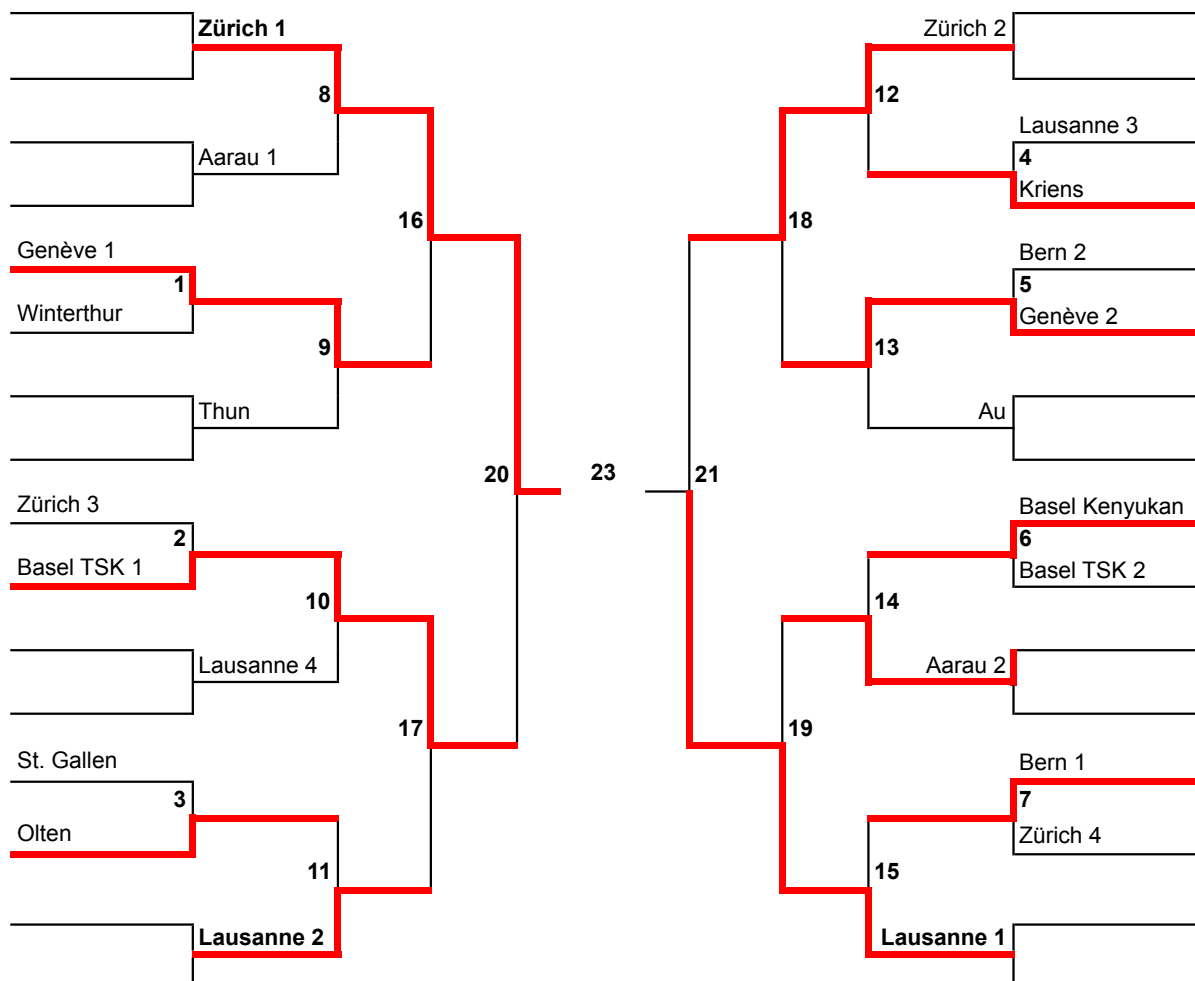 Zürich 1
8
Aarau 1
16
Genève 1
1
Winterthur
9
Thun
20
Zürich 3
2
Basel TSK 1
10
Lausanne 4
17
St. Gallen
3
Olten
11
Lausanne 2
23
Zürich 2
12
Lausanne 3
4
Kriens
18
Bern 2
5
Genève 2
13
Au
21
Basel Kenyukan
6
Basel TSK 2
14
Aarau 2
19
Bern 1
7
Zürich 4
15
Lausanne 1